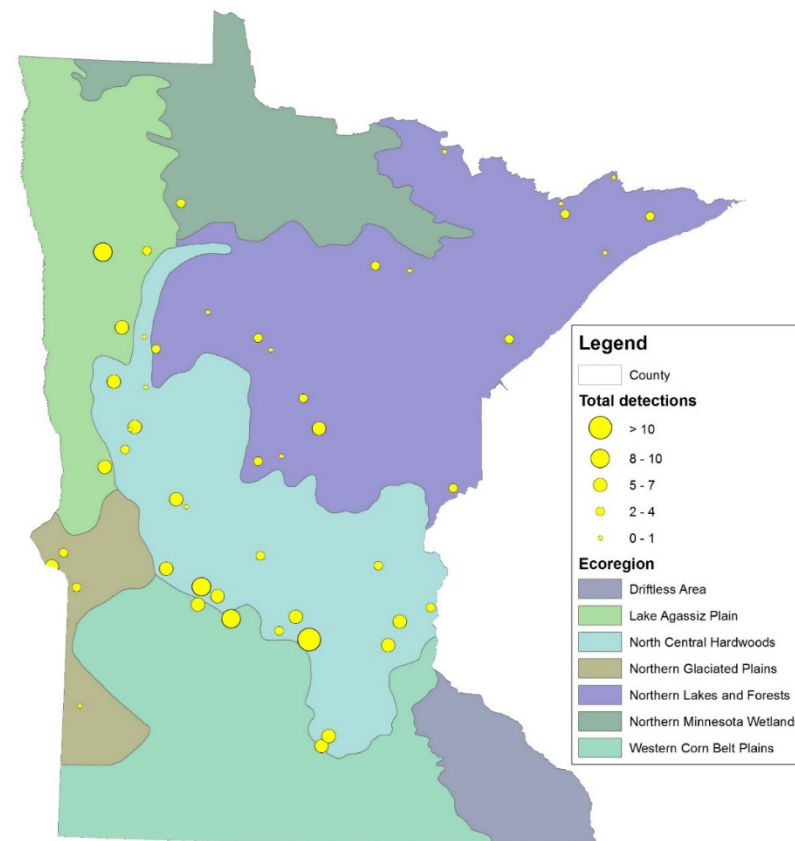 Legend
County
Total detections
> 10
8 - 10
5 - 7
2 - 4
0 - 1
Ecoregion
Driftless Area
Lake Agassiz Plain
North Central Hardwoods
Northern Glaciated Plains
Northern Lakes and Forests
Northern Minnesota Wetlands
Western Corn Belt Plains